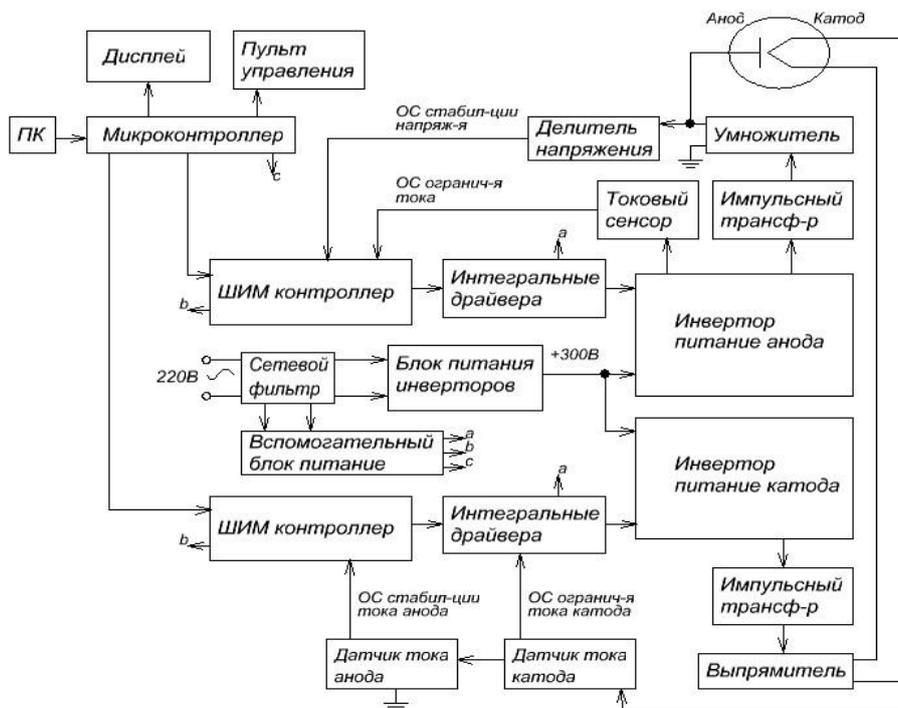 Анод
Катод
Дисплей
Пульт
управления
ПК
Микроконтроллер
c
ОС стабил-ции
напряж-я
Делитель
напряжения
Умножитель
ОС огранич-я
тока
Токовый
сенсор
Импульсный
трансф-р
a
ШИМ контроллер
b
Интегральные
драйвера
Инвертор
питание анода
220В
Сетевой
фильтр
Блок питания
инверторов
+300В
Вспомогательный
блок питание
a
b
c
Инвертор
питание катода
a
ШИМ контроллер
b
Интегральные
драйвера
ОС стабил-ции
тока анода
ОС огранич-я
тока катода
Импульсный
трансф-р
Датчик тока
анода
Датчик тока
катода
Выпрямитель